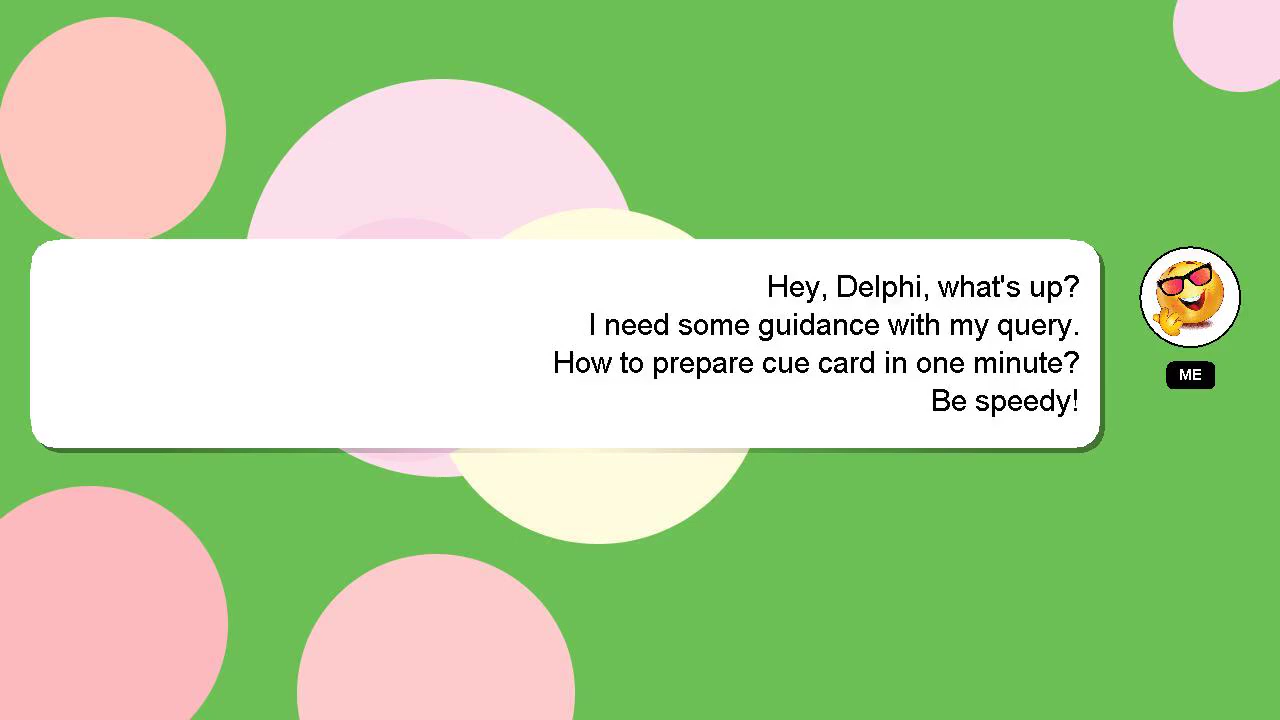 Hey, Delphi, what's up?
I need some guidance with my query.
How to prepare cue card in one minute?
Be speedy!
ME